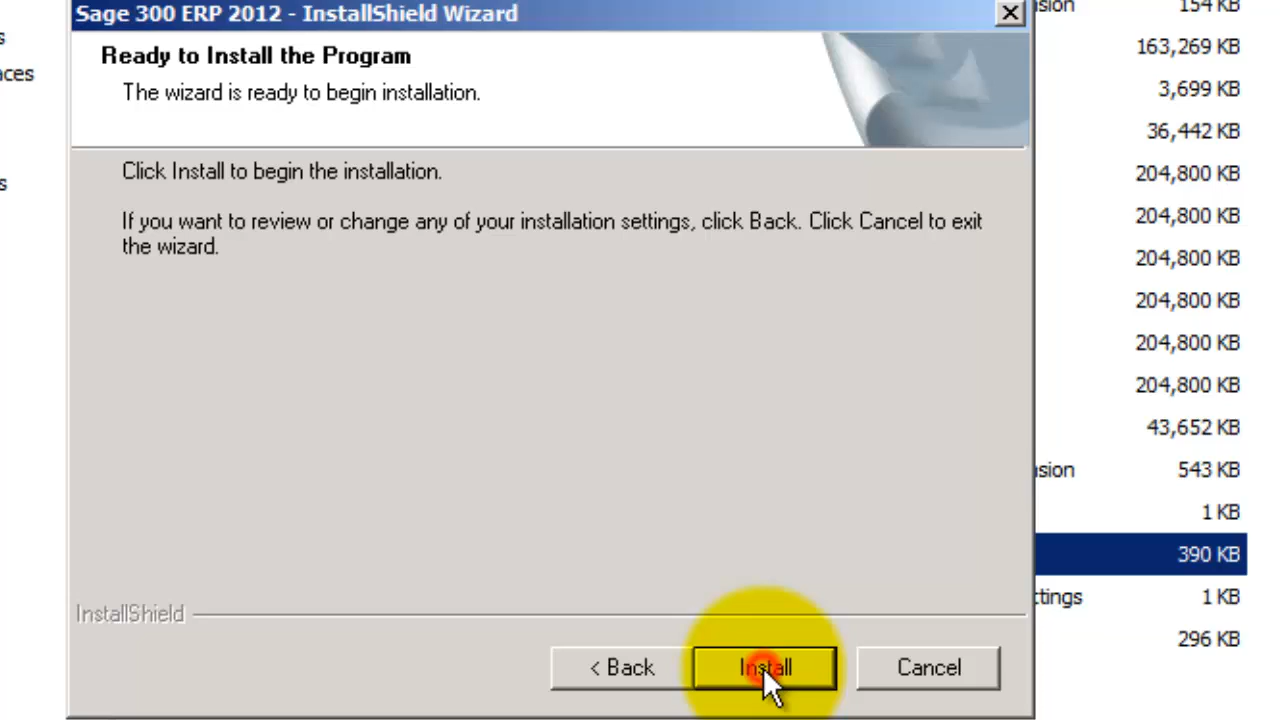 Sage 300 ERP 2012 - InstallShield Wizard
Ready to Install the Program
The wizard is ready to begin installation.
Click Install to begin the installation.
If you want to review or change any of your installation settings, click Back. Click Cancel to exit
the wizard.
InstallShield
< Back
Install
Cancel
154 KB
163,269 KB
3,699 KB
36,442 KB
204,800 KB
204,800 KB
204,800 KB
204,800 KB
204,800 KB
204,800 KB
43,652 KB
543 KB
1 KB
390 KB
1 KB
296 KB